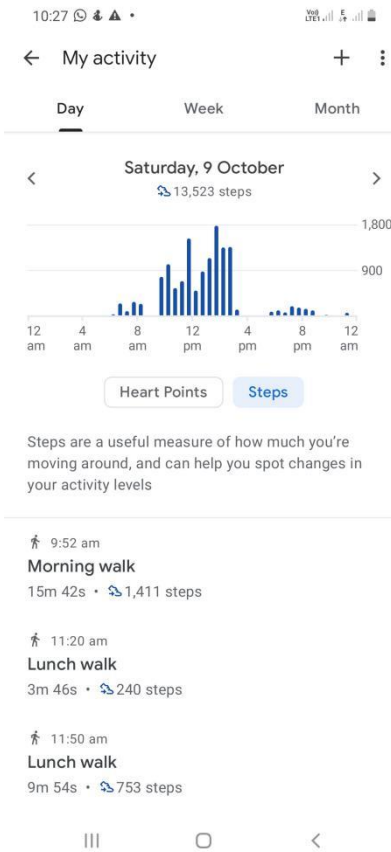 10:27
Voo
LTE1
E
My activity
Day Week Month
Saturday, 9 October
13,523 steps
1,800
900
12 4 8 12 4 8 12
am am am pm pm pm am
Heart Points Steps
Steps are a useful measure of how much you're
moving around, and can help you spot changes in
your activity levels
9:52 am
Morning walk
15m 42s • 1,411 steps
11:20 am
Lunch walk
3m 46s • 240 steps
11:50 am
Lunch walk
9m 54s • 753 steps